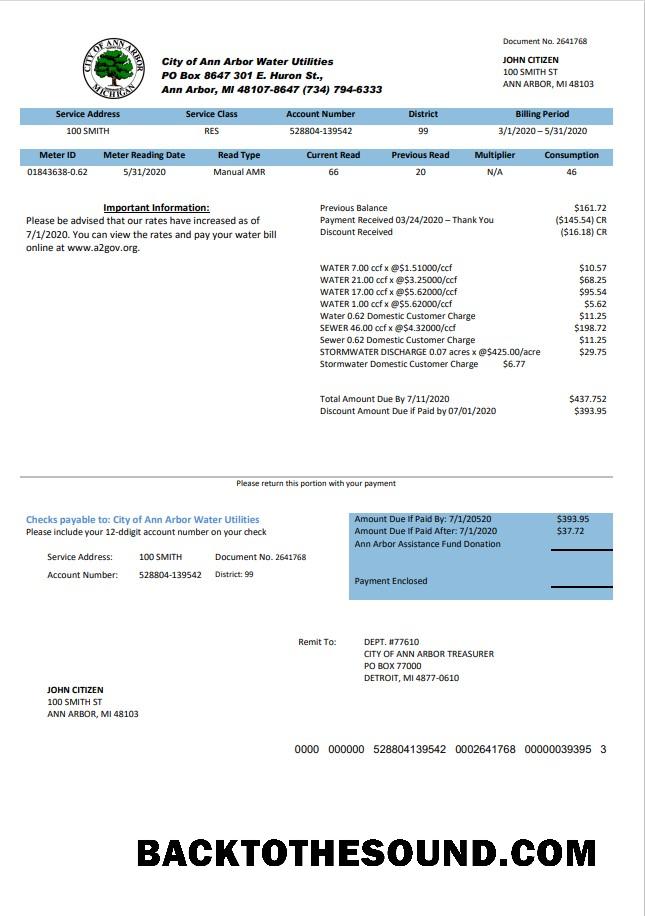 CITY OF ANN ARBOR
MICHIGAN
City of Ann Arbor Water Utilities
PO Box 8647 301 E. Huron St.,
Ann Arbor, MI 48107-8647 (734) 794-6333
Document No. 2641768
JOHN CITIZEN
100 SMITH ST
ANN ARBOR, MI 48103
Service Address Service Class Account Number District Billing Period
100 SMITH RES 528804-139542 99 3/1/2020 – 5/31/2020
Meter ID Meter Reading Date Read Type Current Read Previous Read Multiplier Consumption
01843638-0.62 5/31/2020 Manual AMR 66 20 N/A 46
Important Information:
Please be advised that our rates have increased as of
7/1/2020. You can view the rates and pay your water bill
online at www.a2gov.org.
Previous Balance $161.72
Payment Received 03/24/2020 – Thank You ($145.54) CR
Discount Received ($16.18) CR
WATER 7.00 ccf x @$1.51000/ccf $10.57
WATER 21.00 ccf x @$3.25000/ccf $68.25
WATER 17.00 ccf x @$5.62000/ccf $95.54
WATER 1.00 ccf x @$5.62000/ccf $5.62
Water 0.62 Domestic Customer Charge $11.25
SEWER 46.00 ccf x @$4.32000/ccf $198.72
Sewer 0.62 Domestic Customer Charge $11.25
STORMWATER DISCHARGE 0.07 acres x @$425.00/acre $29.75
Stormwater Domestic Customer Charge $6.77
Total Amount Due By 7/11/2020 $437.752
Discount Amount Due if Paid by 07/01/2020 $393.95
Please return this portion with your payment
Checks payable to: City of Ann Arbor Water Utilities
Please include your 12-ddigit account number on your check
Service Address: 100 SMITH Document No. 2641768
Account Number: 528804-139542 District: 99
Amount Due If Paid By: 7/1/20520 $393.95
Amount Due If Paid After: 7/1/2020 $37.72
Ann Arbor Assistance Fund Donation
Payment Enclosed
Remit To: DEPT. #77610
CITY OF ANN ARBOR TREASURER
PO BOX 77000
DETROIT, MI 4877-0610
JOHN CITIZEN
100 SMITH ST
ANN ARBOR, MI 48103
0000 000000 528804139542 0002641768 00000039395 3
BACKTOTHESOUND.COM